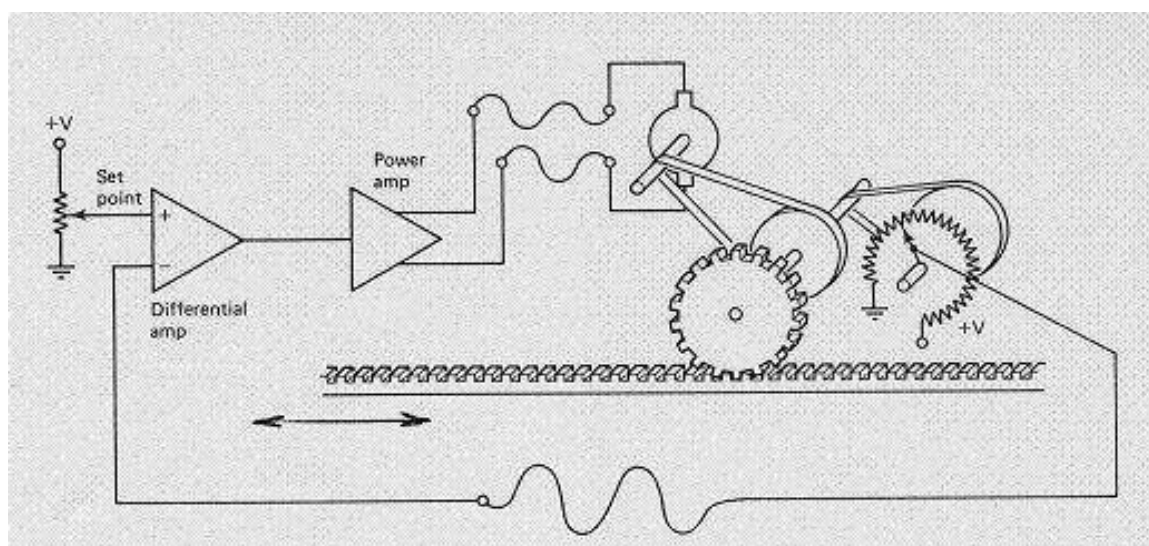 +V
Set
point
+
−
Differential
amp
Power
amp
+V